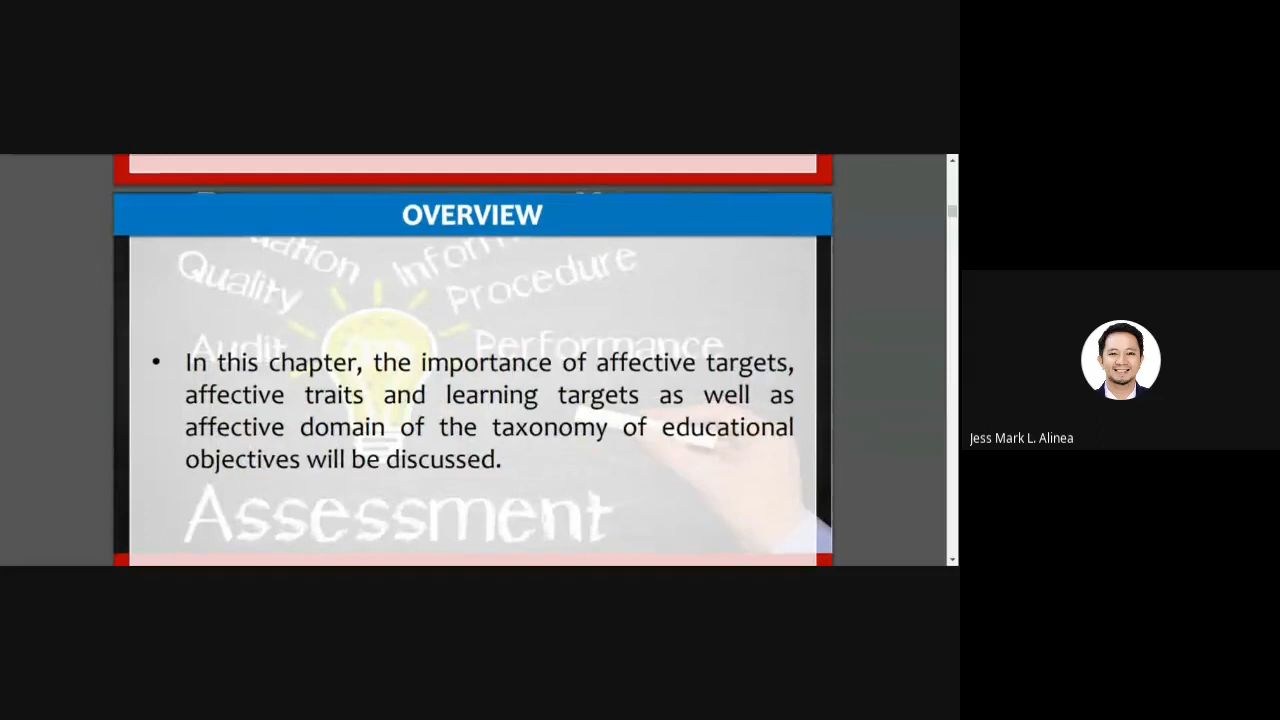 OVERVIEW
Quality
Procedure
Audit
Performance
• In this chapter, the importance of affective targets,
affective traits and learning targets as well as
affective domain of the taxonomy of educational
objectives will be discussed.
Assessment
Jess Mark L. Alinea